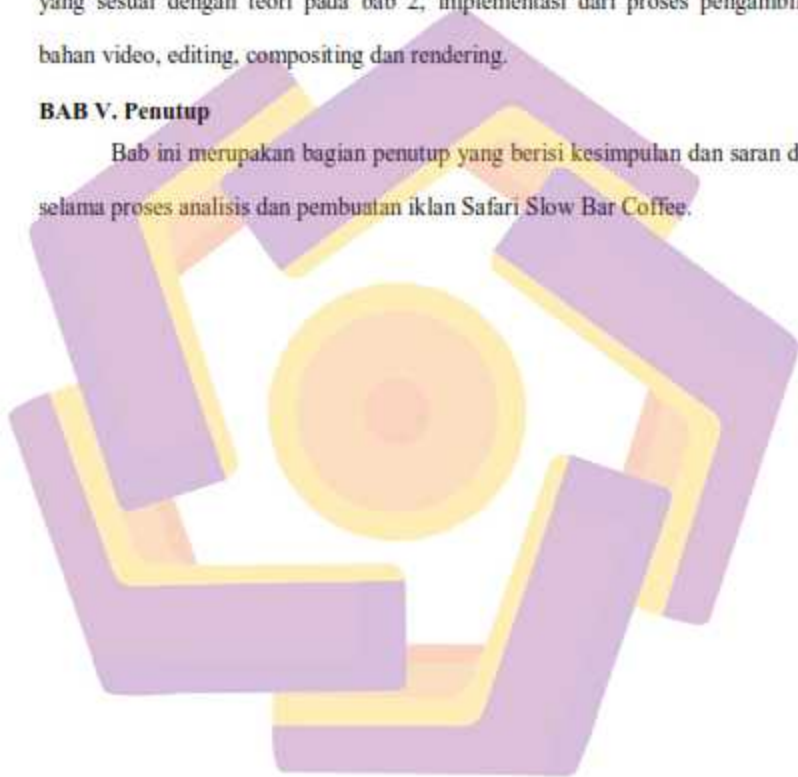 yang sesuai dengan teori pada bab 2, implementasi dari proses
bahan video, editing, compositing dan rendering.
BAB V. Penutup
Bab ini merupakan bagian penutup yang berisi kesimpulan dan saran
selama proses analisis dan pembuatan iklan Safari Slow Bar Coffee.